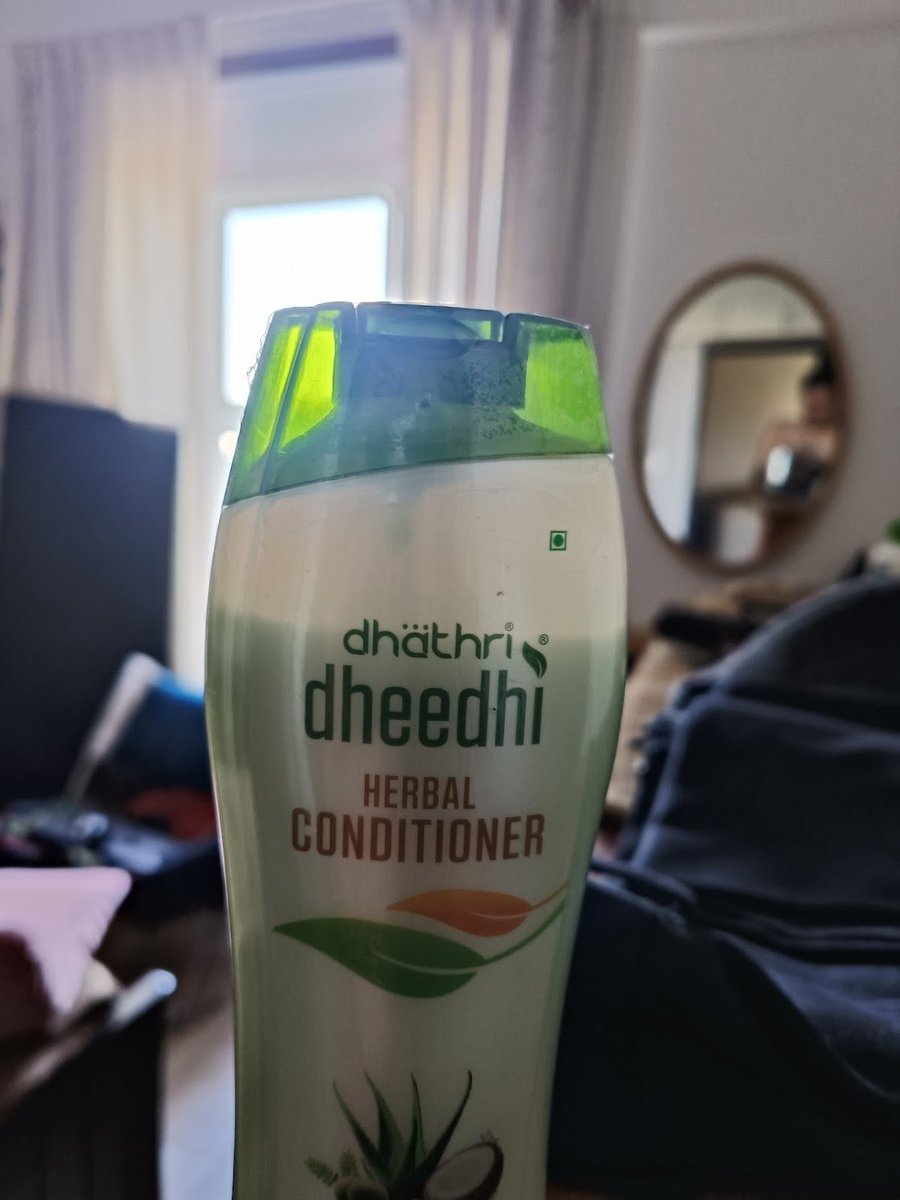 dhäthri®
dheedhi®
HERBAL
CONDITIONER